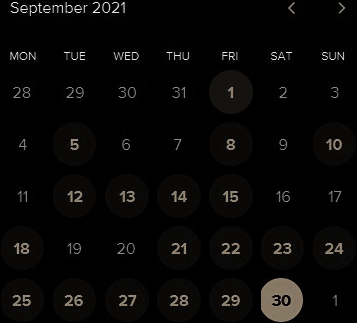 September 2021
MON TUE WED THU FRI SAT SUN
28 29 30 31 1 2 3
4 5 6 7 8 9 10
11 12 13 14 15 16 17
18 19 20 21 22 23 24
25 26 27 28 29 30 1